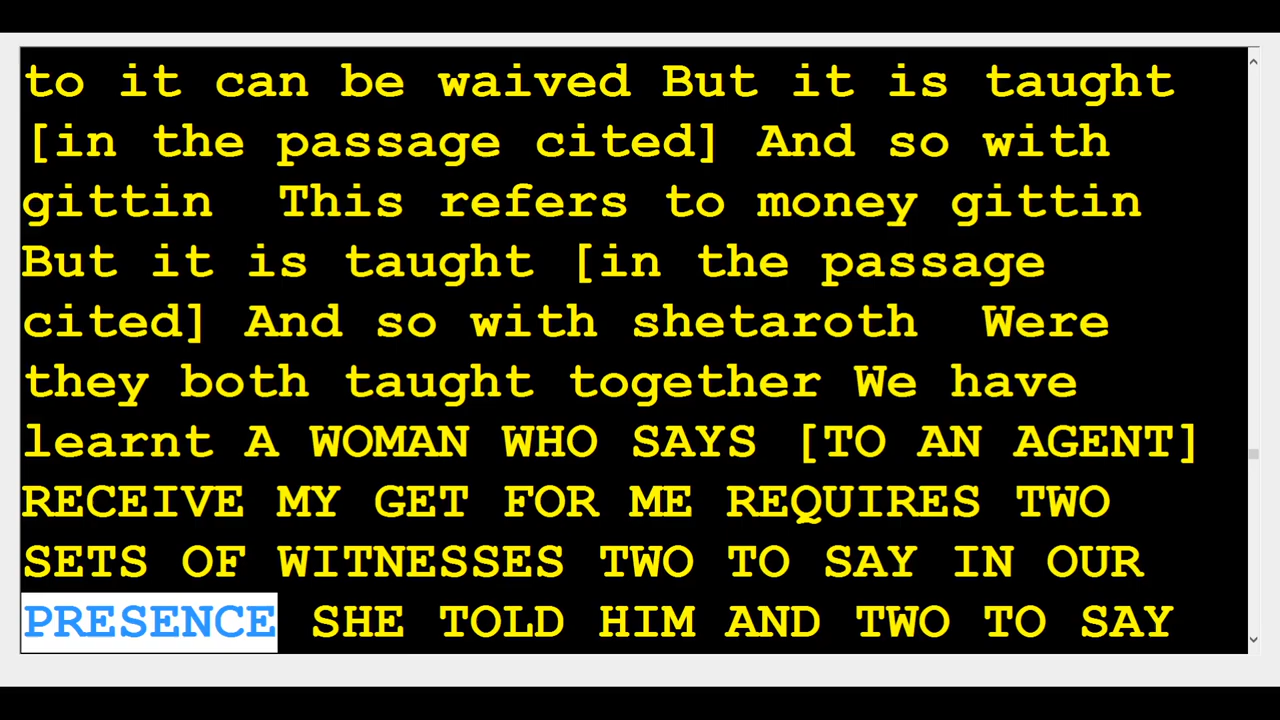 to it can be waived But it is taught
[in the passage cited] And so with
gittin  This refers to money gittin
But it is taught [in the passage
cited] And so with shetaroth  Were
they both taught together We have
learnt A WOMAN WHO SAYS [TO AN AGENT]
RECEIVE MY GET FOR ME REQUIRES TWO
SETS OF WITNESSES TWO TO SAY IN OUR
PRESENCE SHE TOLD HIM AND TWO TO SAY